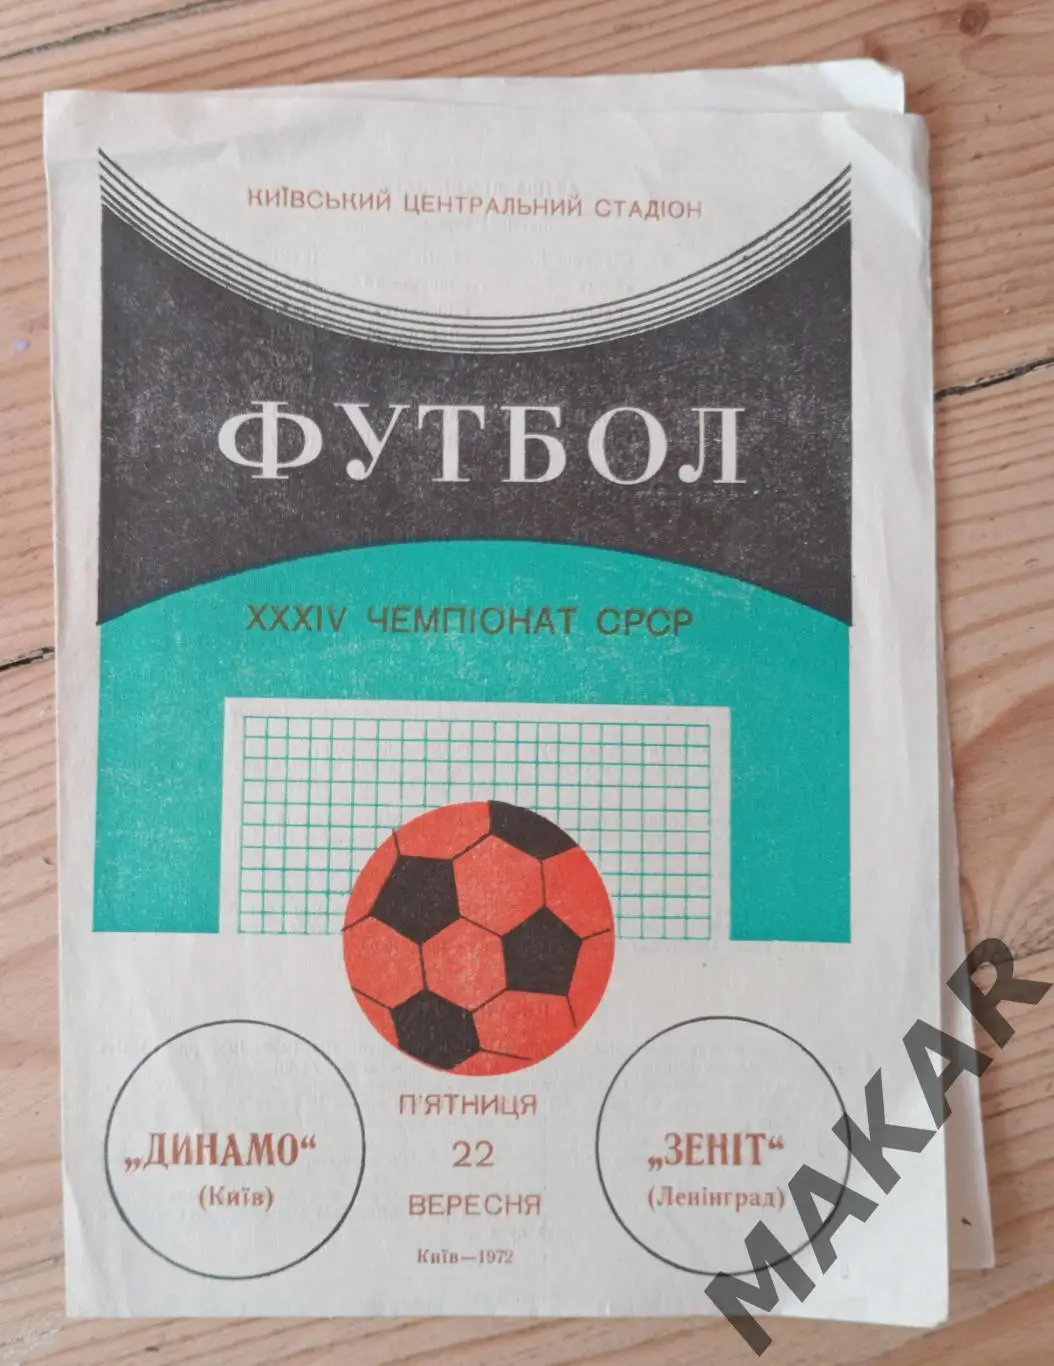 КИЇВСЬКИЙ ЦЕНТРАЛЬНИЙ СТАДІОН
ФУТБОЛ
XXXIV ЧЕМПІОНАТ СРСР
„ДИНАМО“
(Київ)
П'ЯТНИЦЯ
22
ВЕРЕСНЯ
Київ—1972
„ЗЕНІТ“
(Ленінград)
MAKAR